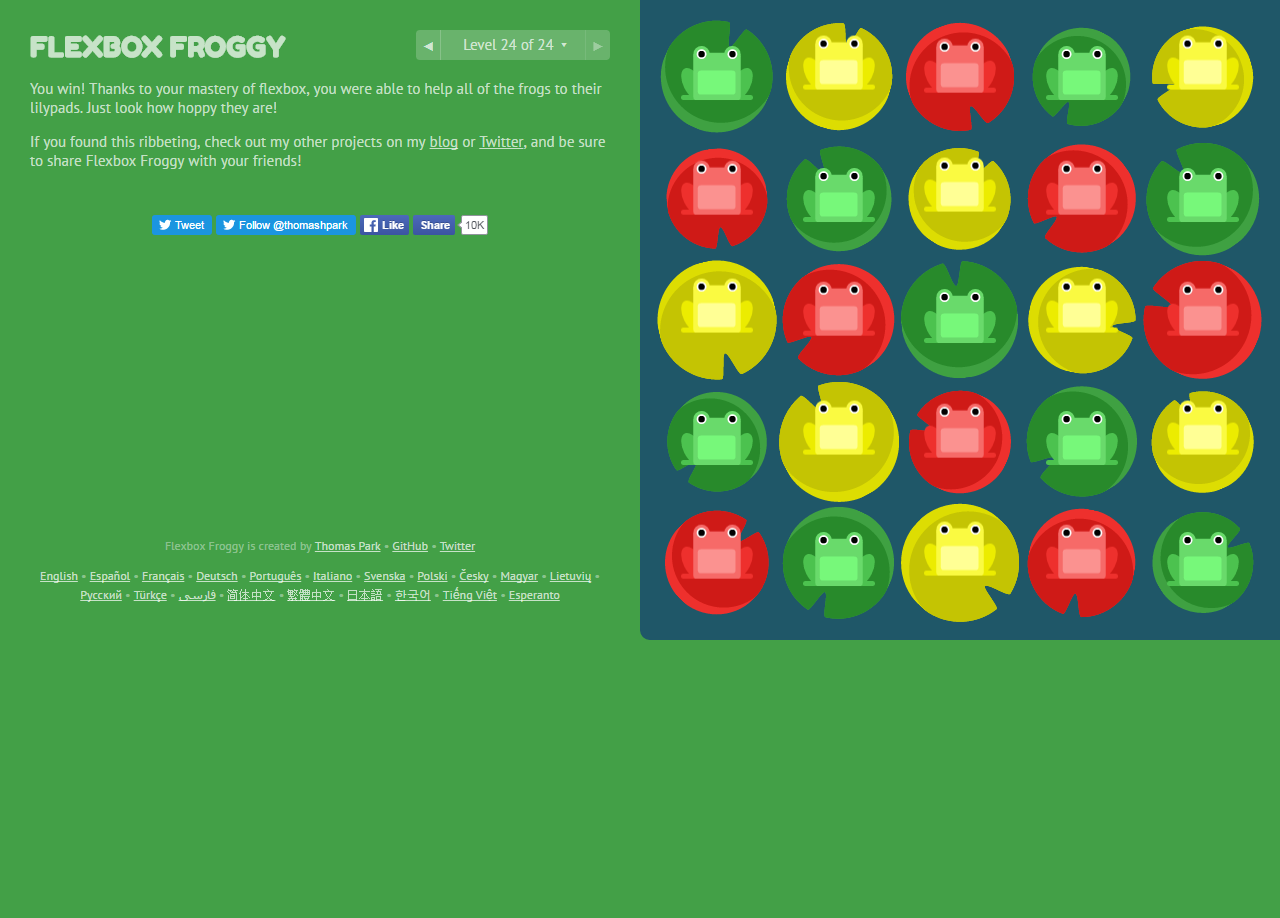 FLEXBOX FROGGY
◀ Level 24 of 24 ▾ ▶
You win! Thanks to your mastery of flexbox, you were able to help all of the frogs to their
lilypads. Just look how hoppy they are!
If you found this ribbeting, check out my other projects on my blog or Twitter, and be sure
to share Flexbox Froggy with your friends!
Tweet Follow @thomashpark Like Share 10K
Flexbox Froggy is created by Thomas Park • GitHub • Twitter
English • Español • Français • Deutsch • Português • Italiano • Svenska • Polski • Česky • Magyar • Lietuvių •
Русский • Türkçe • فارسی • 简体中文 • 繁體中文 • 日本語 • 한국어 • Tiếng Việt • Esperanto